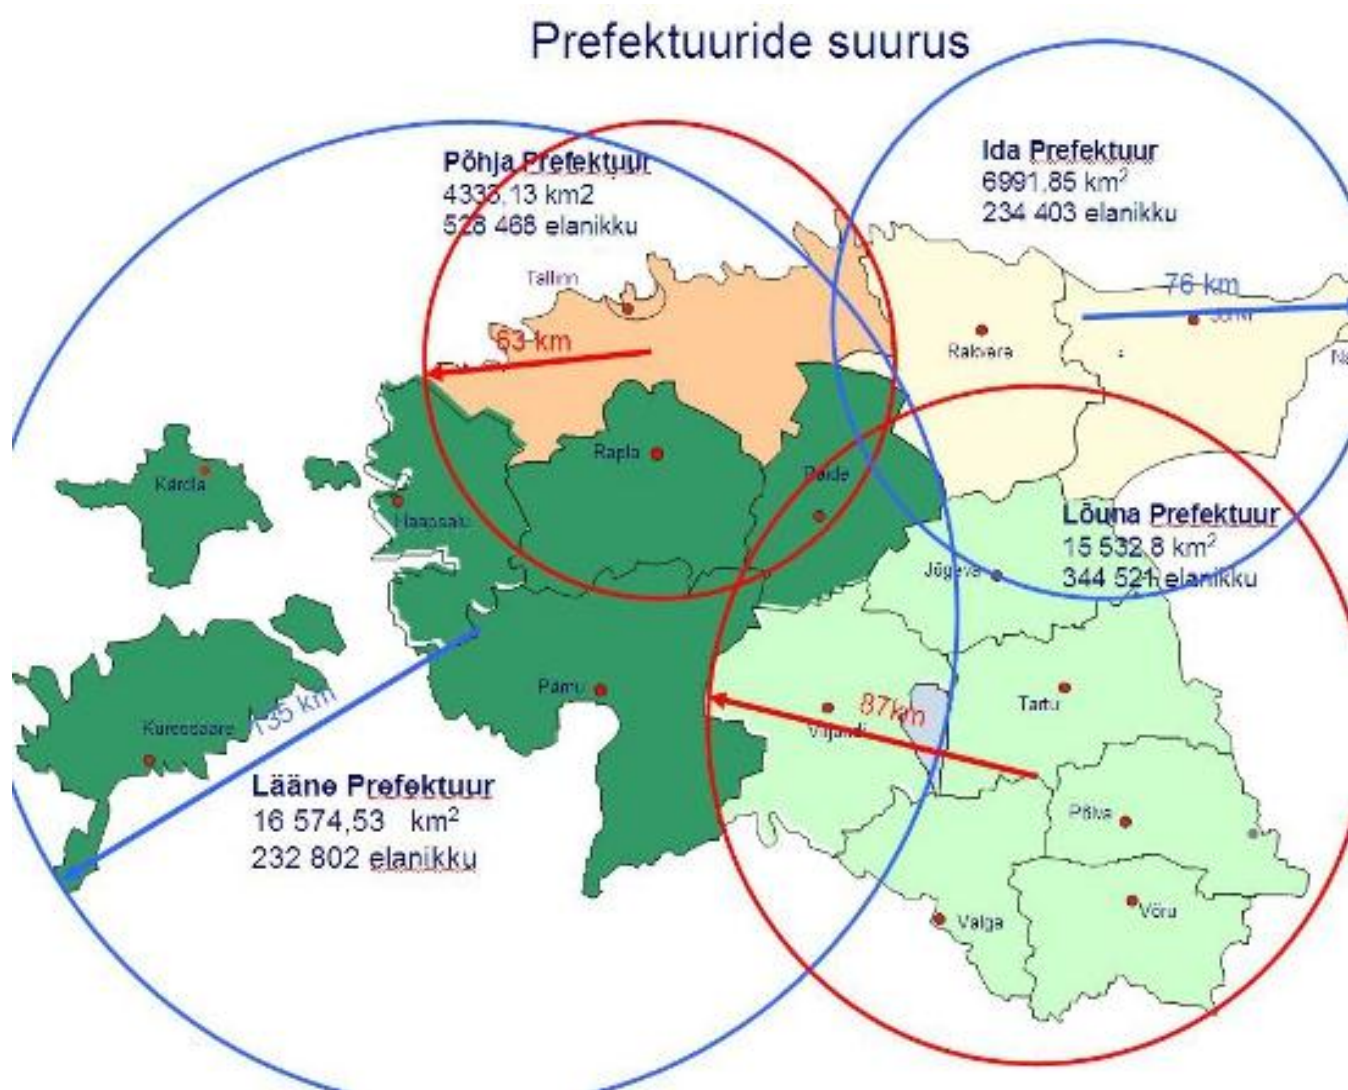 Prefektuuride suurus
Põhja Prefektuur
4333,13 km2
528 468 elanikku
Ida Prefektuur
6991,85 km²
234 403 elanikku
Tallinn
76 km
63 km
Jõhvi
Rakvere
Rapla
Paide
Kärdla
Haapsalu
Lõuna Prefektuur
15 532,8 km²
344 521 elanikku
Jõgeva
Pärnu
135 km
Kuressaare
87km
Viljandi
Tartu
Lääne Prefektuur
16 574,53 km²
232 802 elanikku
Põlva
Valga
Võru